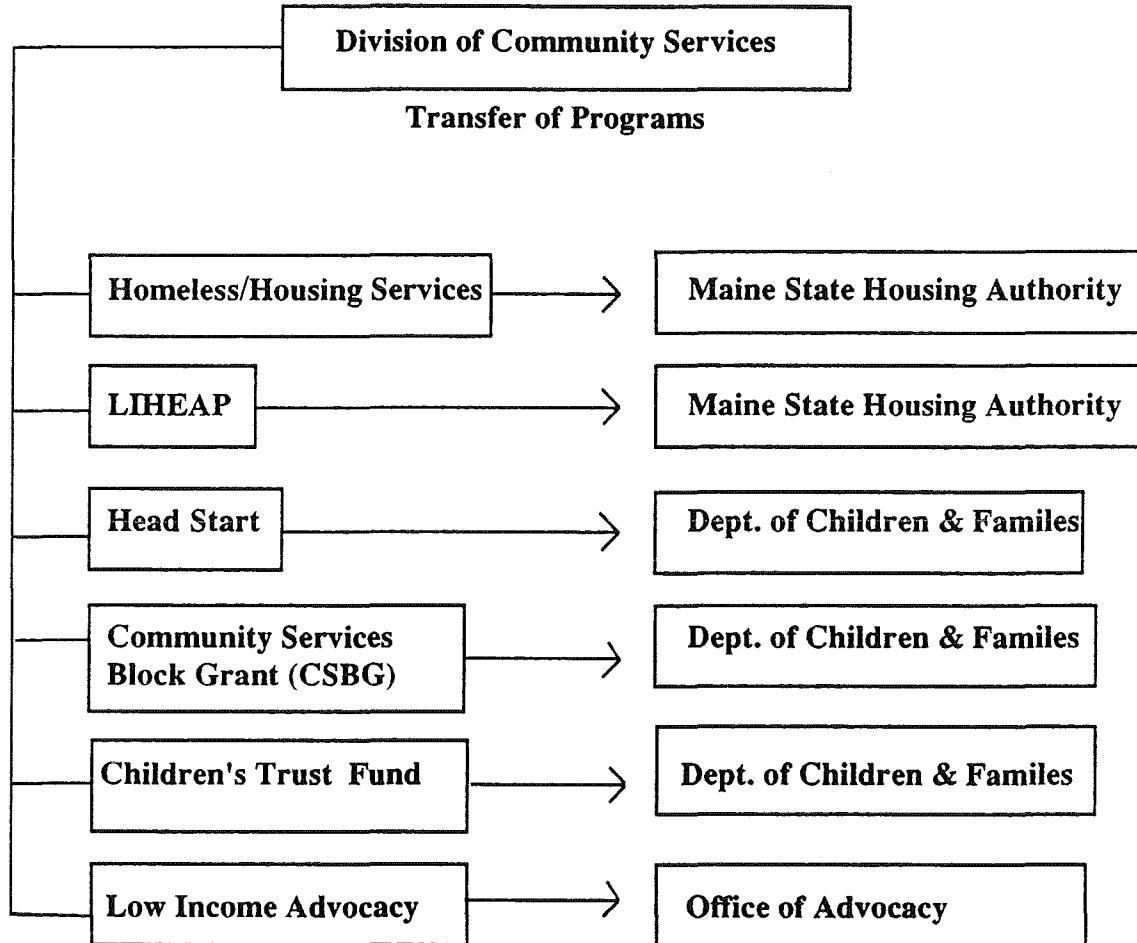 Division of Community Services
Transfer of Programs
Homeless/Housing Services
Maine State Housing Authority
LIHEAP
Maine State Housing Authority
Head Start
Dept. of Children & Familes
Community Services
Block Grant (CSBG)
Dept. of Children & Familes
Children's Trust Fund
Dept. of Children & Familes
Low Income Advocacy
Office of Advocacy